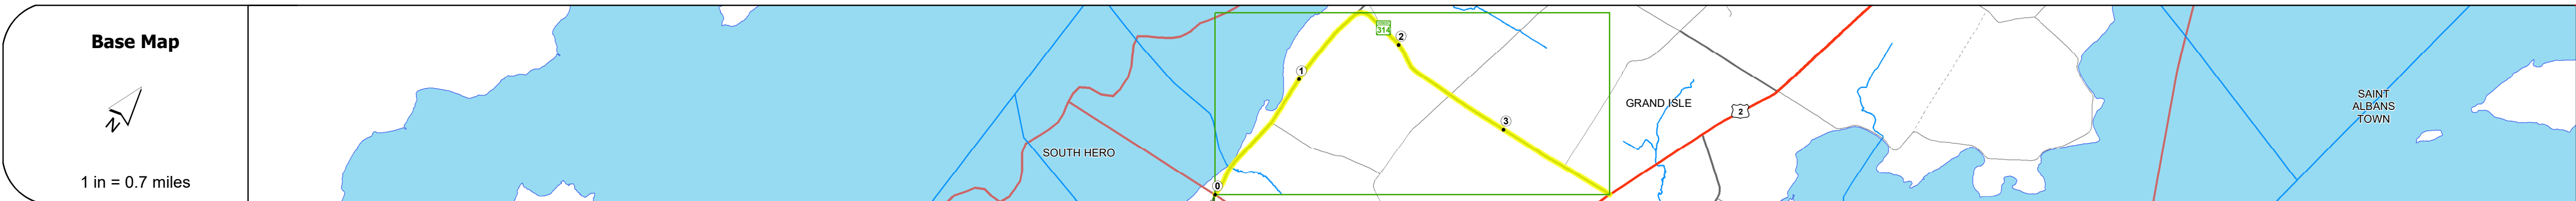 Base Map
N
1 in = 0.7 miles
SOUTH HERO
0
1
314
2
3
GRAND ISLE
2
SAINT
ALBANS
TOWN